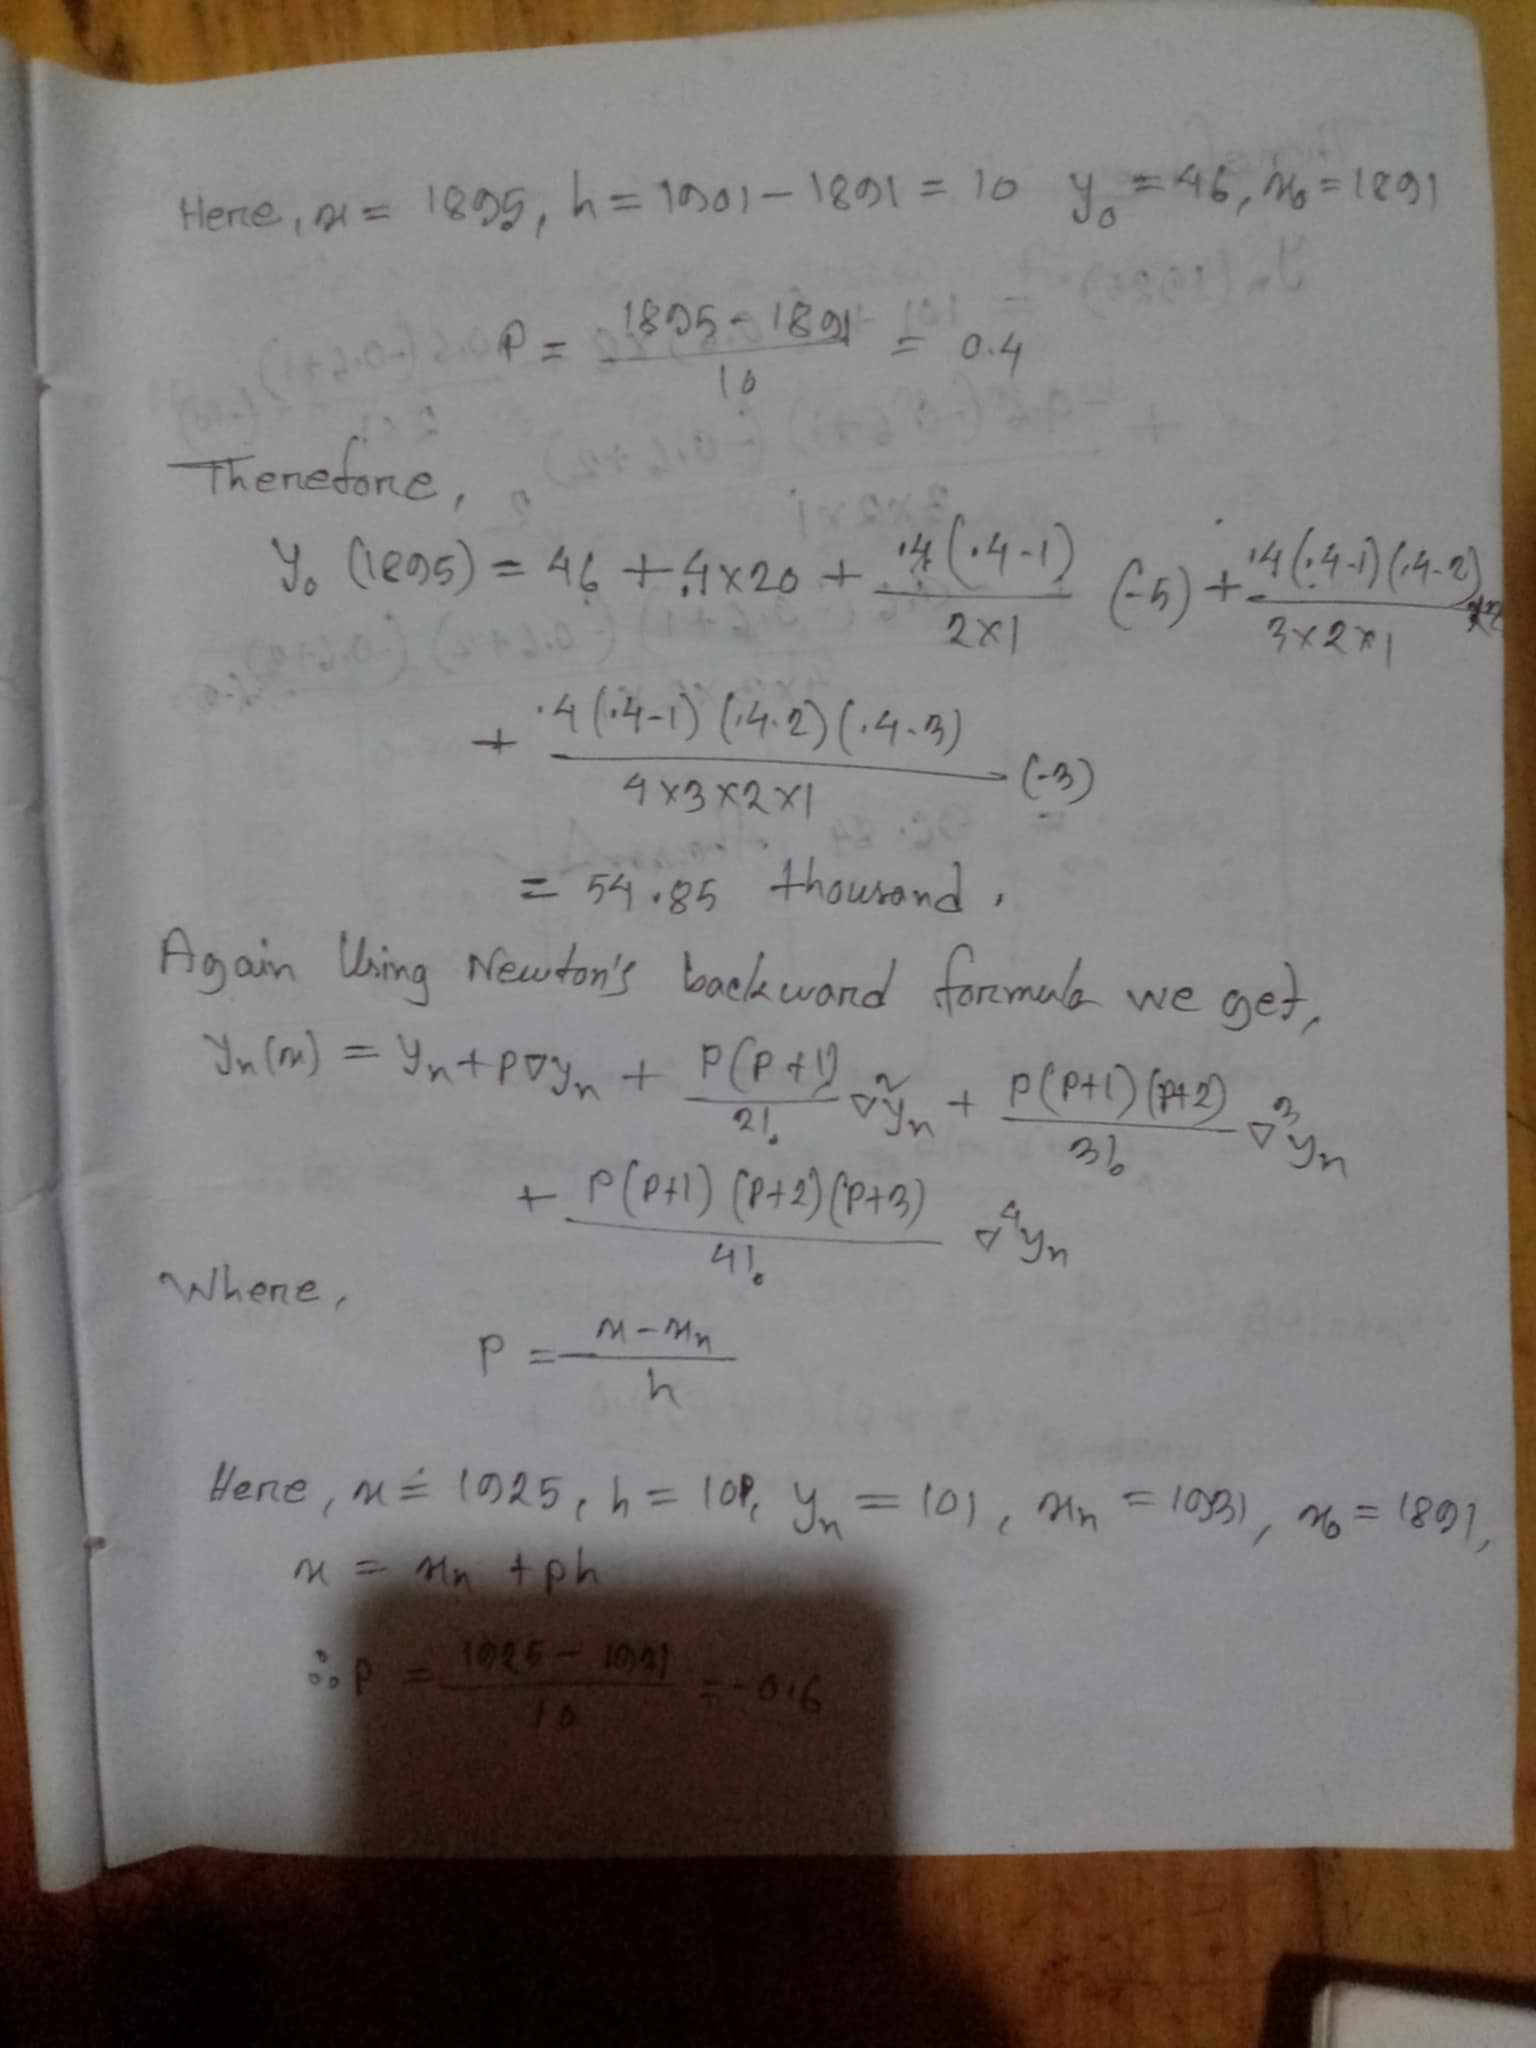 Here, x = 1895, h = 1901 - 1891 = 10 y₀ = 46, x₀ = 1891
P = (1895 - 1891)/10 = 0.4
Therefore,
y₀ (1895) = 46 + .4×20 + .4(.4-1)/2×1 (-5) + .4(.4-1)(.4-2)/3×2×1 ×2
+ .4(.4-1)(.4-2)(.4-3)/4×3×2×1 (-3)
= 54.85 thousand.
Again Using Newton's backward formula we get,
yₙ(x) = yₙ + p∇yₙ + P(P+1)/2! ∇²yₙ + P(P+1)(P+2)/3! ∇³yₙ
+ P(P+1)(P+2)(P+3)/4! ∇⁴yₙ
Where,
P = (x - xₙ)/h
Here, x = 1925, h = 10, yₙ = 101, xₙ = 1931, x₀ = 1891,
x = xₙ + ph
∴ P = (1925 - 1931)/10 = -0.6